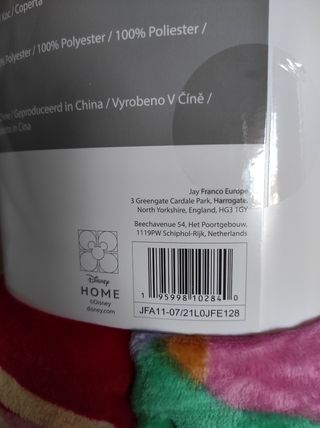 Koc / Coperta
Polyester / 100% Polyester / 100% Poliester /
/ Geproduceerd in China / Vyrobeno V Číně /
in Cina
Jay Franco Europe
3 Greengate Cardale Park, Harrogate,
North Yorkshire, England, HG3 1GY
Beechavenue 54, Het Poortgebouw,
1119PW Schiphol-Rijk, Netherlands
Disney
HOME
©Disney
disney.com
1 95998 10284 0
JFA11-07/21L0JFE128